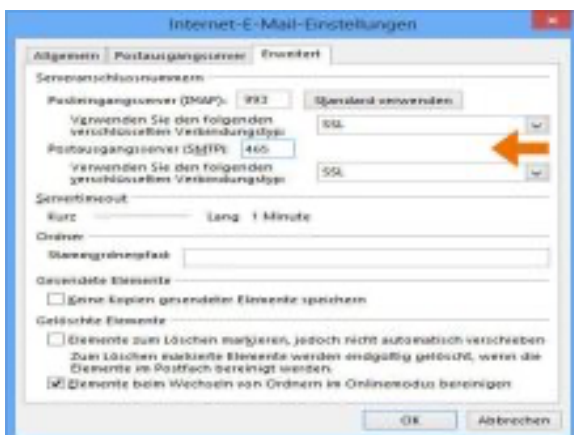 Internet-E-Mail-Einstellungen
Allgemein Postausgangsserver Erweitert
Serveranschlussnummern
Posteingangsserver (IMAP): 993 Standard verwenden
Verwenden Sie den folgenden
verschlüsselten Verbindungstyp: SSL
Postausgangsserver (SMTP): 465
Verwenden Sie den folgenden
verschlüsselten Verbindungstyp: SSL
Servertimeout
Kurz Lang 1 Minute
Ordner
Stammordnerpfad:
Gesendete Elemente
Keine Kopien gesendeter Elemente speichern
Gelöschte Elemente
Elemente zum Löschen markieren, jedoch nicht automatisch verschieben
Zum Löschen markierte Elemente werden endgültig gelöscht, wenn die
Elemente im Postfach bereinigt werden.
Elemente beim Wechseln von Ordnern im Onlinemodus bereinigen
OK Abbrechen